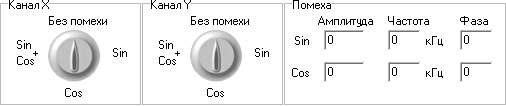 Канал X
Без помехи
Sin
+
Cos
Sin
Cos
Канал Y
Без помехи
Sin
+
Cos
Sin
Cos
Помеха
Амплитуда Частота Фаза
Sin 0 0 кГц 0
Cos 0 0 кГц 0